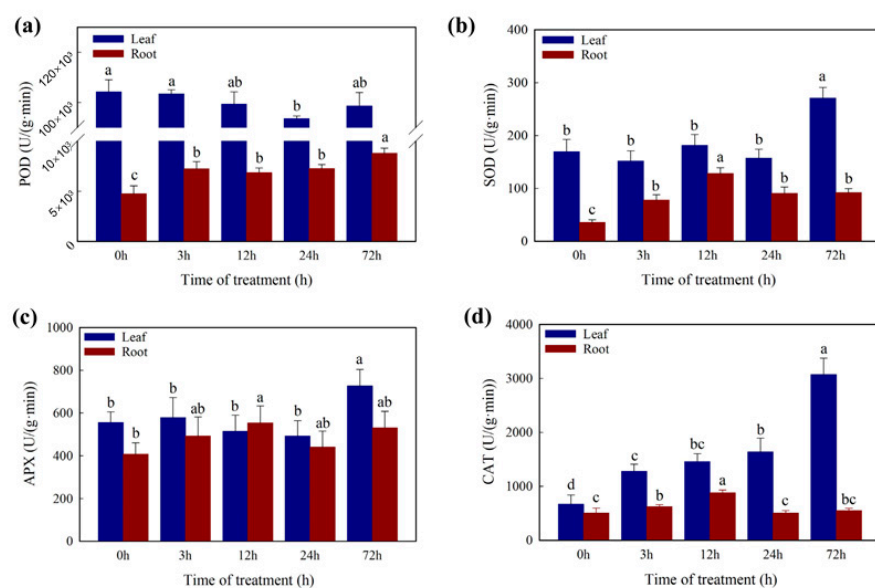 (a)
Leaf
Root
120×10³
100×10³
10×10³
5×10³
0
POD (U/(g·min))
a a ab b ab
c b b b a
0h 3h 12h 24h 72h
Time of treatment (h)
(b)
Leaf
Root
400
300
200
100
0
SOD (U/(g·min))
b b b b a
c b a b b
0h 3h 12h 24h 72h
Time of treatment (h)
(c)
Leaf
Root
1000
800
600
400
200
0
APX (U/(g·min))
b b b b a
b ab a ab ab
0h 3h 12h 24h 72h
Time of treatment (h)
(d)
Leaf
Root
4000
3000
2000
1000
0
CAT (U/(g·min))
d c bc b a
c b a c bc
0h 3h 12h 24h 72h
Time of treatment (h)